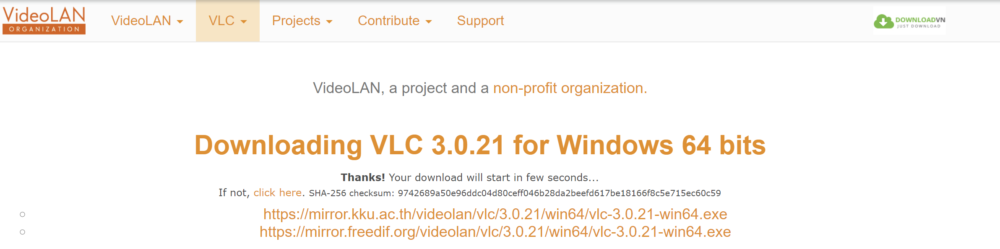 VideoLAN
ORGANIZATION
VideoLAN VLC Projects Contribute Support
DOWNLOADVN
JUST DOWNLOAD
VideoLAN, a project and a non-profit organization.
Downloading VLC 3.0.21 for Windows 64 bits
Thanks! Your download will start in few seconds...
If not, click here. SHA-256 checksum: 9742689a50e96ddc04d80ceff046b28da2beefd617be18166f8c5e715ec60c59
https://mirror.kku.ac.th/videolan/vlc/3.0.21/win64/vlc-3.0.21-win64.exe
https://mirror.freedif.org/videolan/vlc/3.0.21/win64/vlc-3.0.21-win64.exe